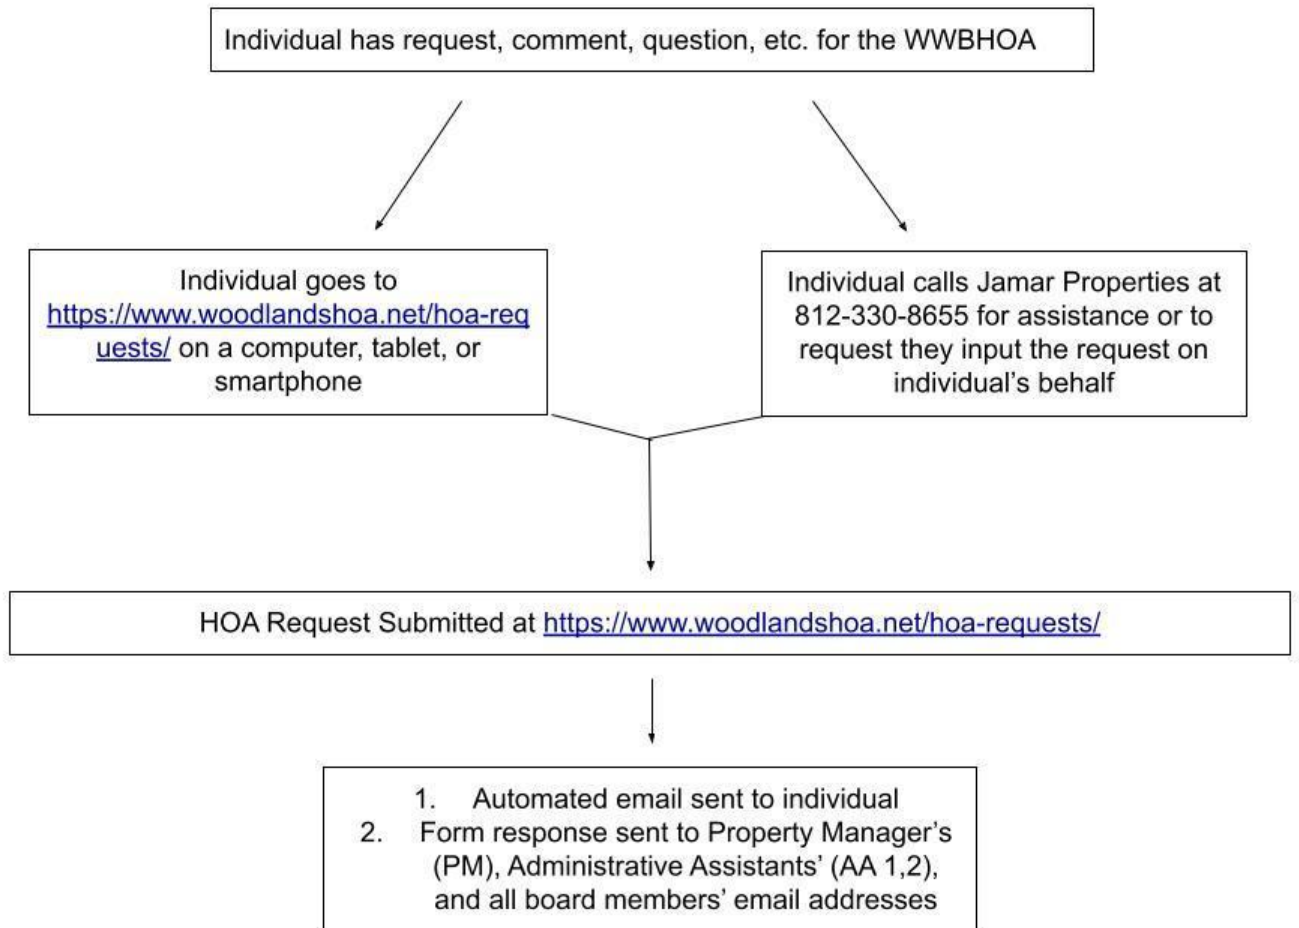 Individual has request, comment, question, etc. for the WWBHOA
Individual goes to
https://www.woodlandshoa.net/hoa-req
uests/ on a computer, tablet, or
smartphone
Individual calls Jamar Properties at
812-330-8655 for assistance or to
request they input the request on
individual’s behalf
HOA Request Submitted at https://www.woodlandshoa.net/hoa-requests/
1. Automated email sent to individual
2. Form response sent to Property Manager’s
(PM), Administrative Assistants’ (AA 1,2),
and all board members’ email addresses